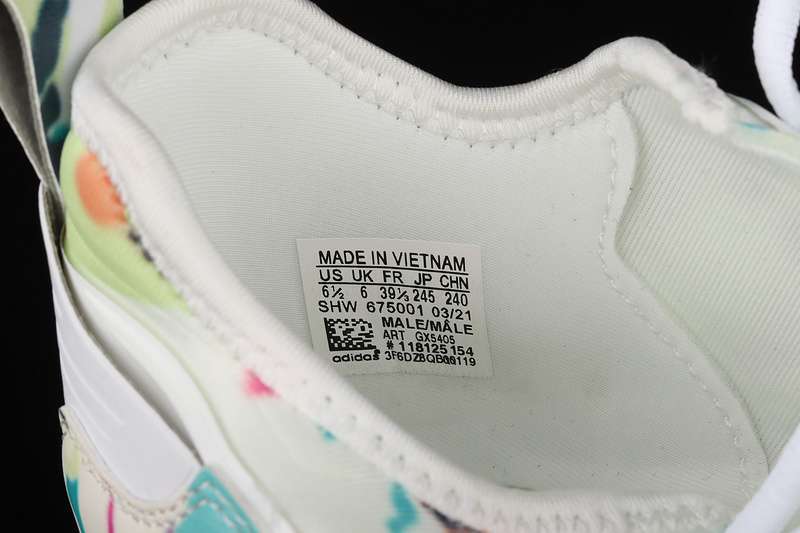 MADE IN VIETNAM
US UK FR JP CHN
6½ 6 39⅓ 245 240
SHW 675001 03/21
MALE/MÂLE
ART GX5405
# 118125154
adidas